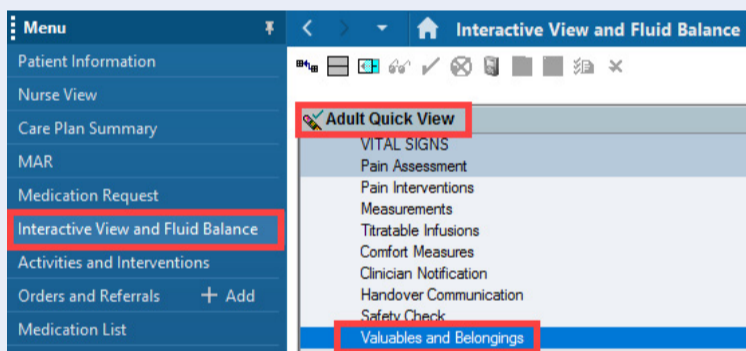 Menu
Patient Information
Nurse View
Care Plan Summary
MAR
Medication Request
Interactive View and Fluid Balance
Activities and Interventions
Orders and Referrals + Add
Medication List
Interactive View and Fluid Balance
Adult Quick View
VITAL SIGNS
Pain Assessment
Pain Interventions
Measurements
Titratable Infusions
Comfort Measures
Clinician Notification
Handover Communication
Safety Check
Valuables and Belongings